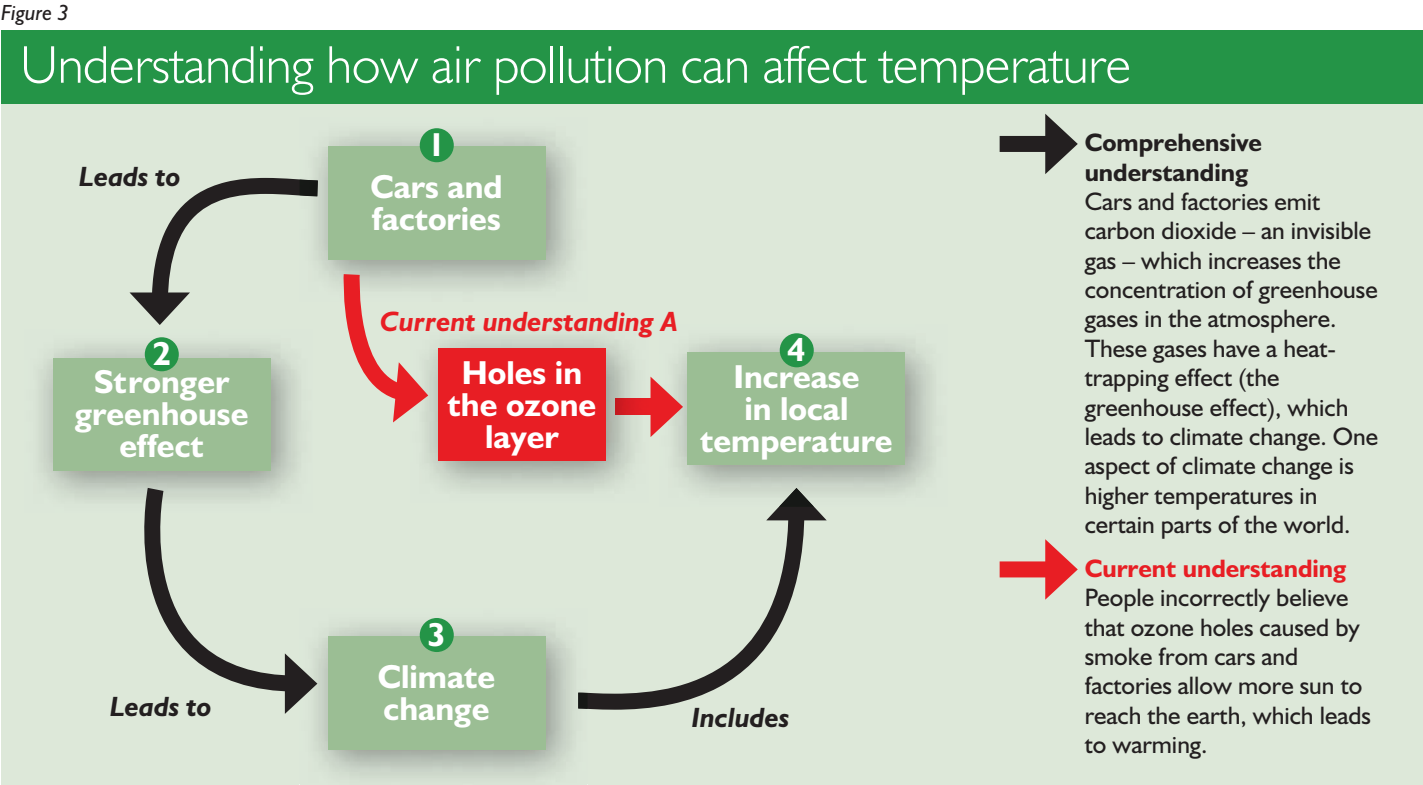 Figure 3
Understanding how air pollution can affect temperature
1
Cars and
factories
Leads to
Current understanding A
2
Stronger
greenhouse
effect
Holes in
the ozone
layer
4
Increase
in local
temperature
3
Climate
change
Leads to
Includes
Comprehensive
understanding
Cars and factories emit
carbon dioxide – an invisible
gas – which increases the
concentration of greenhouse
gases in the atmosphere.
These gases have a heat-
trapping effect (the
greenhouse effect), which
leads to climate change. One
aspect of climate change is
higher temperatures in
certain parts of the world.
Current understanding
People incorrectly believe
that ozone holes caused by
smoke from cars and
factories allow more sun to
reach the earth, which leads
to warming.